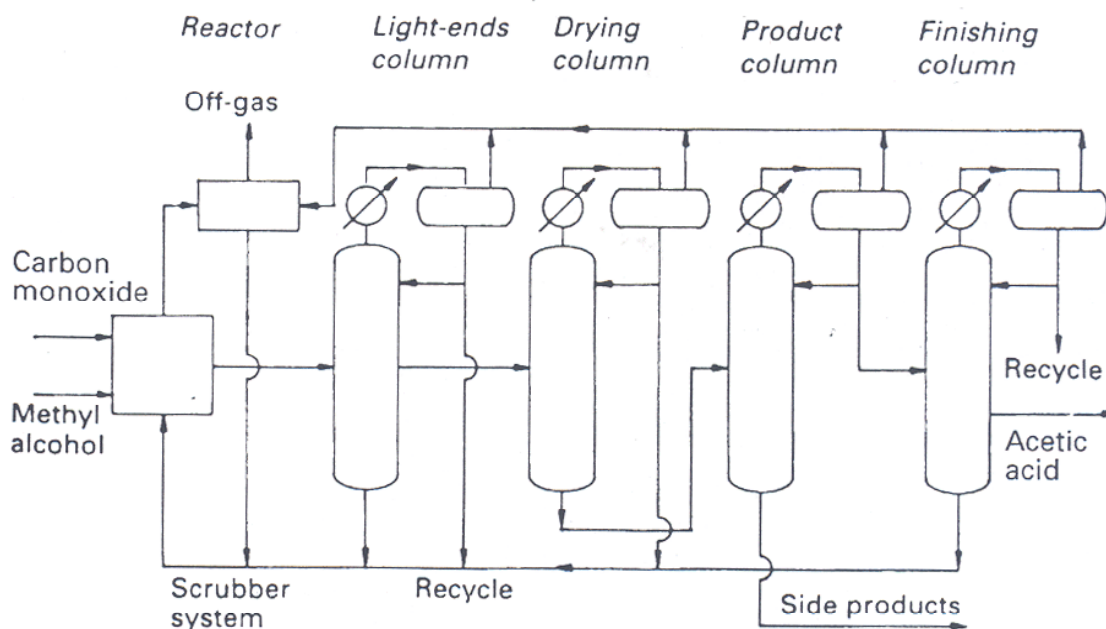 Reactor
Light-ends
column
Drying
column
Product
column
Finishing
column
Off-gas
Carbon
monoxide
Methyl
alcohol
Recycle
Acetic
acid
Scrubber
system
Recycle
Side products